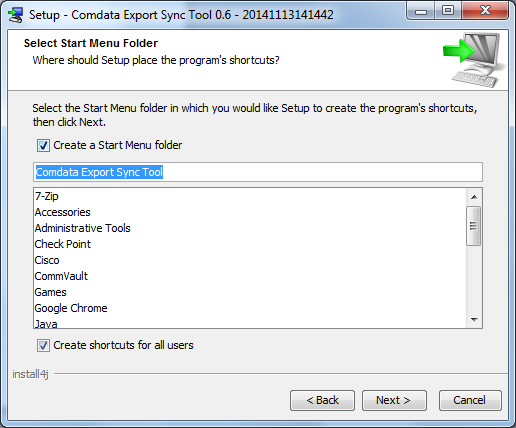 Setup - Comdata Export Sync Tool 0.6 - 20141113141442
Select Start Menu Folder
Where should Setup place the program's shortcuts?
Select the Start Menu folder in which you would like Setup to create the program's shortcuts,
then click Next.
Create a Start Menu folder
Comdata Export Sync Tool
7-Zip
Accessories
Administrative Tools
Check Point
Cisco
CommVault
Games
Google Chrome
Java
Create shortcuts for all users
install4j
< Back
Next >
Cancel